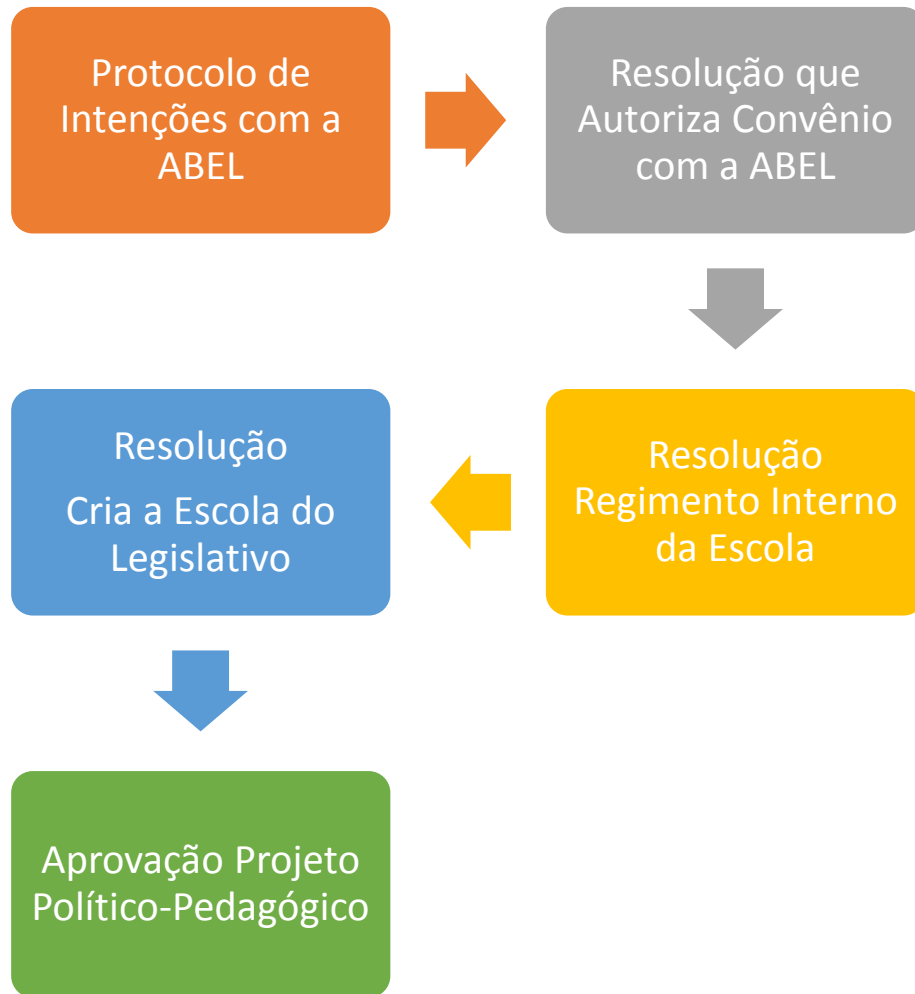 Protocolo de
Intenções com a
ABEL
Resolução que
Autoriza Convênio
com a ABEL
Resolução
Regimento Interno
da Escola
Resolução
Cria a Escola do
Legislativo
Aprovação Projeto
Político-Pedagógico